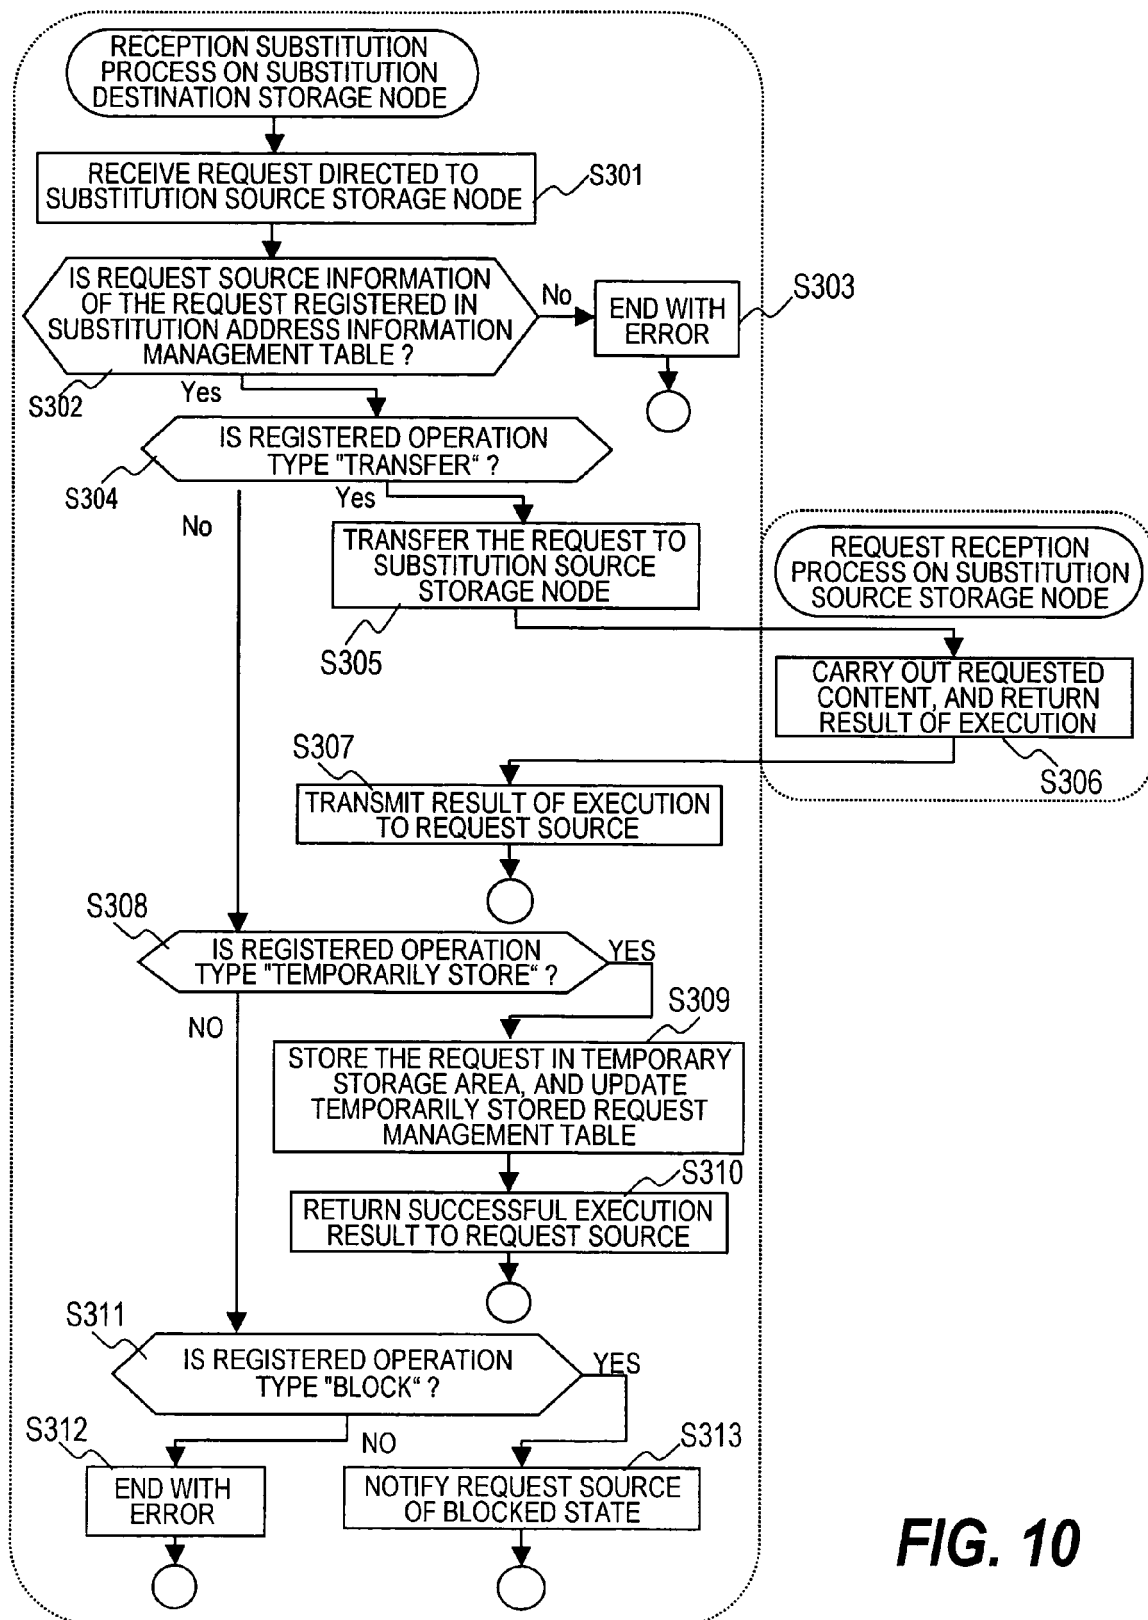 RECEPTION SUBSTITUTION
PROCESS ON SUBSTITUTION
DESTINATION STORAGE NODE
RECEIVE REQUEST DIRECTED TO
SUBSTITUTION SOURCE STORAGE NODE
S301
IS REQUEST SOURCE INFORMATION
OF THE REQUEST REGISTERED IN
SUBSTITUTION ADDRESS INFORMATION
MANAGEMENT TABLE ?
S302
No
END WITH
ERROR
S303
Yes
IS REGISTERED OPERATION
TYPE "TRANSFER" ?
S304
No
Yes
TRANSFER THE REQUEST TO
SUBSTITUTION SOURCE
STORAGE NODE
S305
REQUEST RECEPTION
PROCESS ON SUBSTITUTION
SOURCE STORAGE NODE
CARRY OUT REQUESTED
CONTENT, AND RETURN
RESULT OF EXECUTION
S306
S307
TRANSMIT RESULT OF EXECUTION
TO REQUEST SOURCE
S308
IS REGISTERED OPERATION
TYPE "TEMPORARILY STORE" ?
YES
NO
S309
STORE THE REQUEST IN TEMPORARY
STORAGE AREA, AND UPDATE
TEMPORARILY STORED REQUEST
MANAGEMENT TABLE
S310
RETURN SUCCESSFUL EXECUTION
RESULT TO REQUEST SOURCE
S311
IS REGISTERED OPERATION
TYPE "BLOCK" ?
YES
NO
S312
END WITH
ERROR
S313
NOTIFY REQUEST SOURCE
OF BLOCKED STATE
FIG. 10